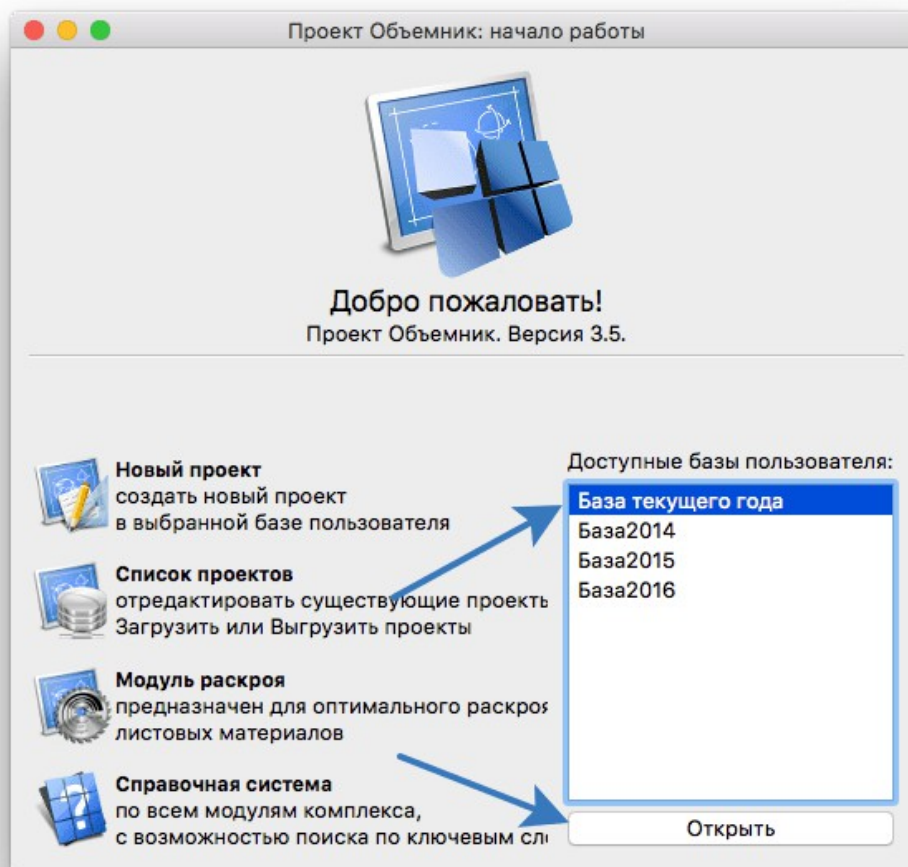 Проект Объемник: начало работы
Добро пожаловать!
Проект Объемник. Версия 3.5.
Новый проект
создать новый проект
в выбранной базе пользователя
Список проектов
отредактировать существующие проекты
Загрузить или Выгрузить проекты
Модуль раскроя
предназначен для оптимального раскроя
листовых материалов
Справочная система
по всем модулям комплекса,
с возможностью поиска по ключевым
Доступные базы пользователя:
База текущего года
База2014
База2015
База2016
Открыть